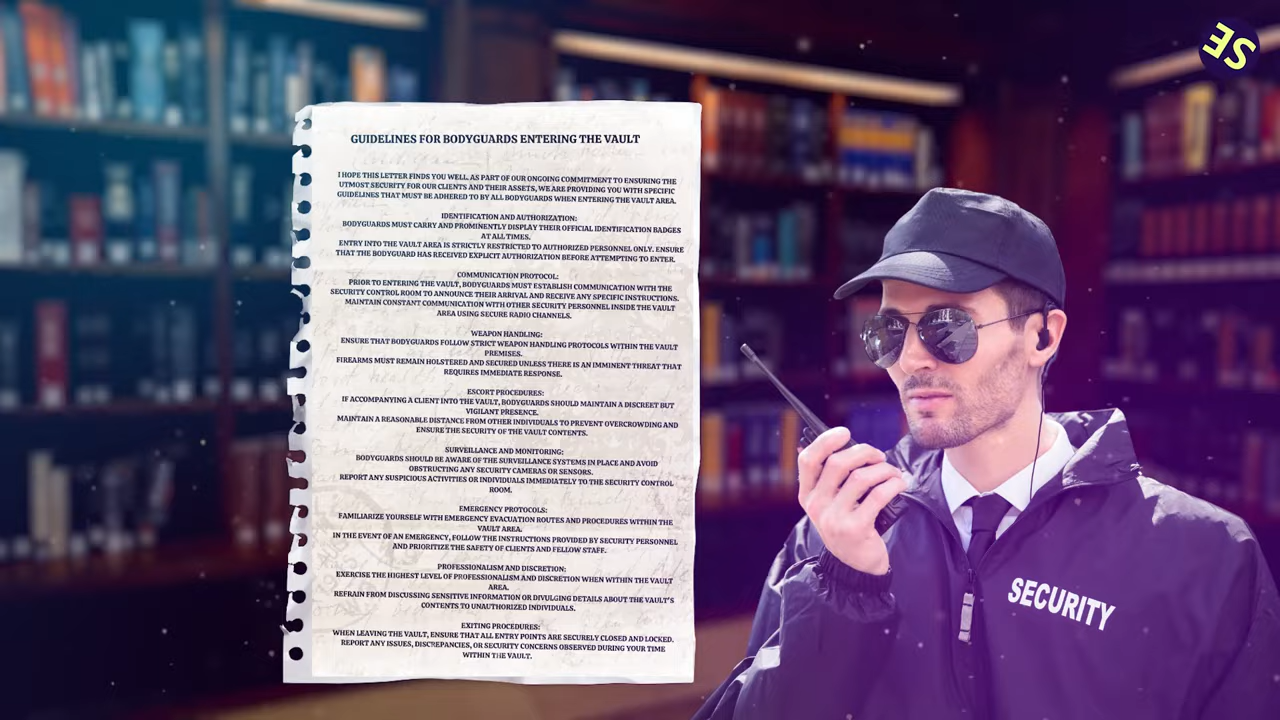 GUIDELINES FOR BODYGUARDS ENTERING THE VAULT
I HOPE THIS LETTER FINDS YOU WELL. AS PART OF OUR ONGOING COMMITMENT TO ENSURING THE
UTMOST SECURITY FOR OUR CLIENTS AND THEIR ASSETS, WE ARE PROVIDING YOU WITH SPECIFIC
GUIDELINES THAT MUST BE ADHERED TO BY ALL BODYGUARDS WHEN ENTERING THE VAULT AREA.
IDENTIFICATION AND AUTHORIZATION:
BODYGUARDS MUST CARRY AND PROMINENTLY DISPLAY THEIR OFFICIAL IDENTIFICATION BADGES
AT ALL TIMES.
ENTRY INTO THE VAULT AREA IS STRICTLY RESTRICTED TO AUTHORIZED PERSONNEL ONLY. ENSURE
THAT THE BODYGUARD HAS RECEIVED EXPLICIT AUTHORIZATION BEFORE ATTEMPTING TO ENTER.
COMMUNICATION PROTOCOL:
PRIOR TO ENTERING THE VAULT, BODYGUARDS MUST ESTABLISH COMMUNICATION WITH THE
SECURITY CONTROL ROOM TO ANNOUNCE THEIR ARRIVAL AND RECEIVE ANY SPECIFIC INSTRUCTIONS.
MAINTAIN CONSTANT COMMUNICATION WITH OTHER SECURITY PERSONNEL INSIDE THE VAULT
AREA USING SECURE RADIO CHANNELS.
WEAPON HANDLING:
ENSURE THAT BODYGUARDS FOLLOW STRICT WEAPON HANDLING PROTOCOLS WITHIN THE VAULT
PREMISES.
FIREARMS MUST REMAIN HOLSTERED AND SECURED UNLESS THERE IS AN IMMINENT THREAT THAT
REQUIRES IMMEDIATE RESPONSE.
ESCORT PROCEDURES:
IF ACCOMPANYING A CLIENT INTO THE VAULT, BODYGUARDS SHOULD MAINTAIN A DISCREET BUT
VIGILANT PRESENCE.
MAINTAIN A REASONABLE DISTANCE FROM OTHER INDIVIDUALS TO PREVENT OVERCROWDING AND
ENSURE THE SECURITY OF THE VAULT CONTENTS.
SURVEILLANCE AND MONITORING:
BODYGUARDS SHOULD BE AWARE OF THE SURVEILLANCE SYSTEMS IN PLACE AND AVOID
OBSTRUCTING ANY SECURITY CAMERAS OR SENSORS.
REPORT ANY SUSPICIOUS ACTIVITIES OR INDIVIDUALS IMMEDIATELY TO THE SECURITY CONTROL
ROOM.
EMERGENCY PROTOCOLS:
FAMILIARIZE YOURSELF WITH EMERGENCY EVACUATION ROUTES AND PROCEDURES WITHIN THE
VAULT AREA.
IN THE EVENT OF AN EMERGENCY, FOLLOW THE INSTRUCTIONS PROVIDED BY SECURITY PERSONNEL
AND PRIORITIZE THE SAFETY OF CLIENTS AND FELLOW STAFF.
PROFESSIONALISM AND DISCRETION:
EXERCISE THE HIGHEST LEVEL OF PROFESSIONALISM AND DISCRETION WHEN WITHIN THE VAULT
AREA.
REFRAIN FROM DISCUSSING SENSITIVE INFORMATION OR DIVULGING DETAILS ABOUT THE VAULT'S
CONTENTS TO UNAUTHORIZED INDIVIDUALS.
EXITING PROCEDURES:
WHEN LEAVING THE VAULT, ENSURE THAT ALL ENTRY POINTS ARE SECURELY CLOSED AND LOCKED.
REPORT ANY ISSUES, DISCREPANCIES, OR SECURITY CONCERNS OBSERVED DURING YOUR TIME
WITHIN THE VAULT.
SECURITY
SE